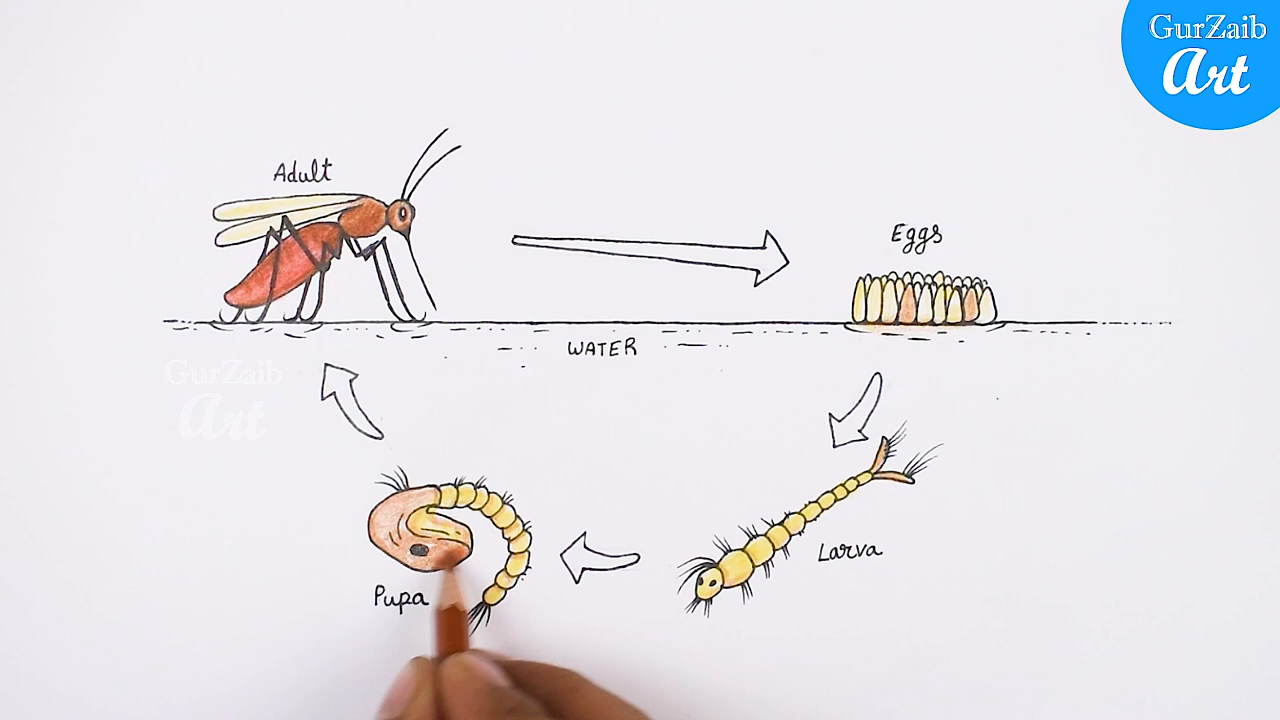 GurZaib
Art
Adult
Eggs
WATER
GurZaib
Art
Larva
Pupa